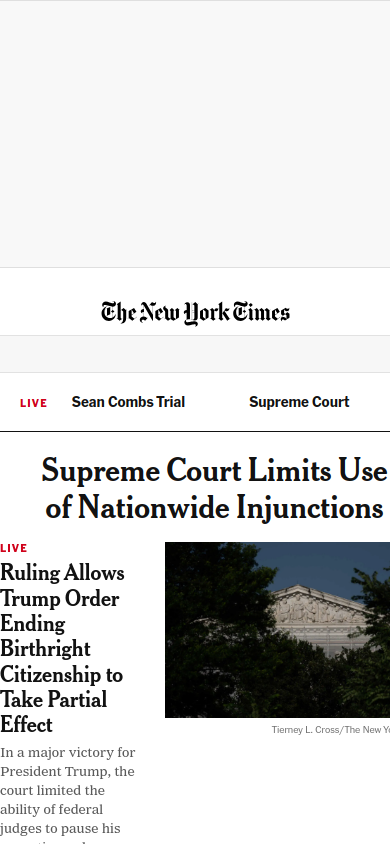 The New York Times
LIVE Sean Combs Trial Supreme Court
Supreme Court Limits Use
of Nationwide Injunctions
LIVE
Ruling Allows
Trump Order
Ending
Birthright
Citizenship to
Take Partial
Effect
In a major victory for
President Trump, the
court limited the
ability of federal
judges to pause his
Tierney L. Cross/The New Yo